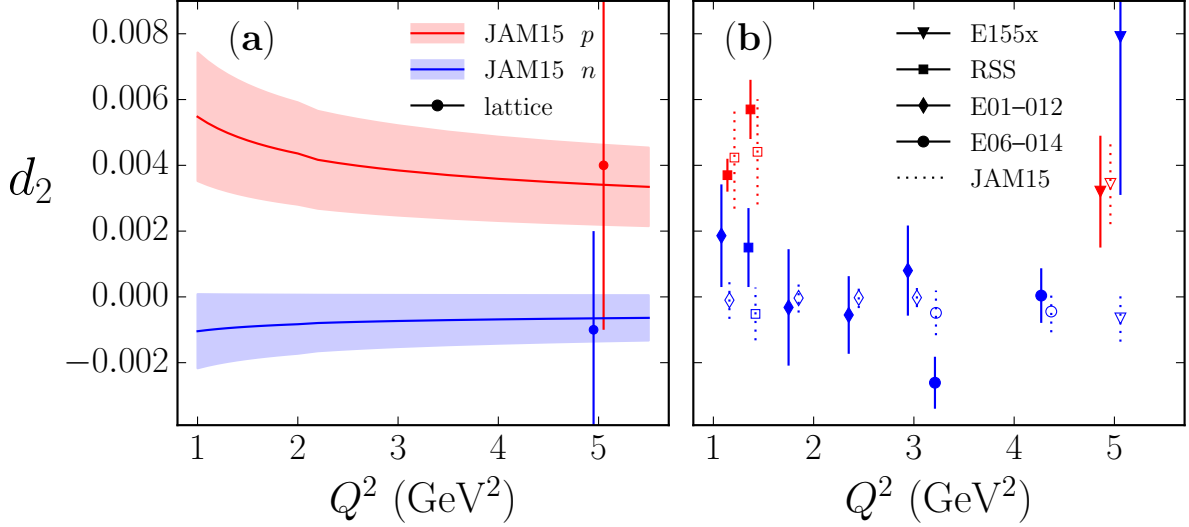 (a)
JAM15 p
JAM15 n
lattice
(b)
E155x
RSS
E01–012
E06–014
JAM15
d₂
0.008
0.006
0.004
0.002
0.000
−0.002
1 2 3 4 5
1 2 3 4 5
Q² (GeV²)
Q² (GeV²)